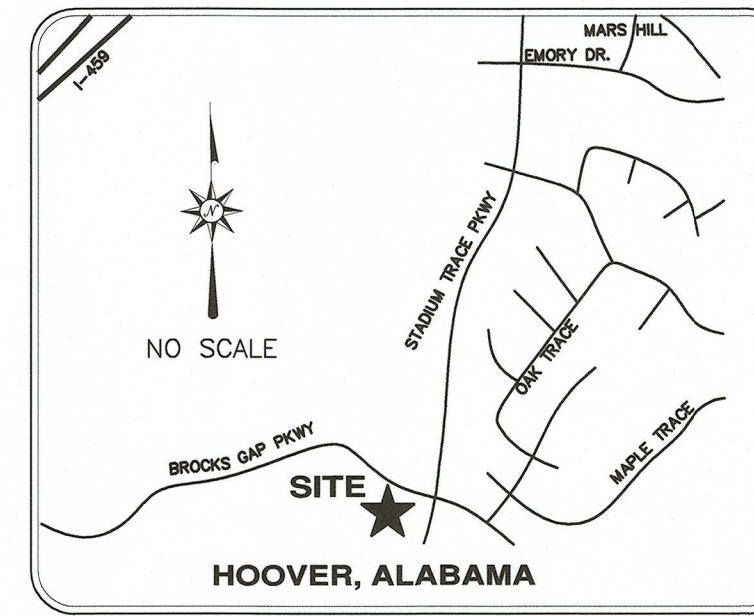 MARS HILL
EMORY DR.
I-459
N
STADIUM TRACE PKWY
NO SCALE
OAK TRACE
MAPLE TRACE
BROCKS GAP PKWY
SITE
HOOVER, ALABAMA